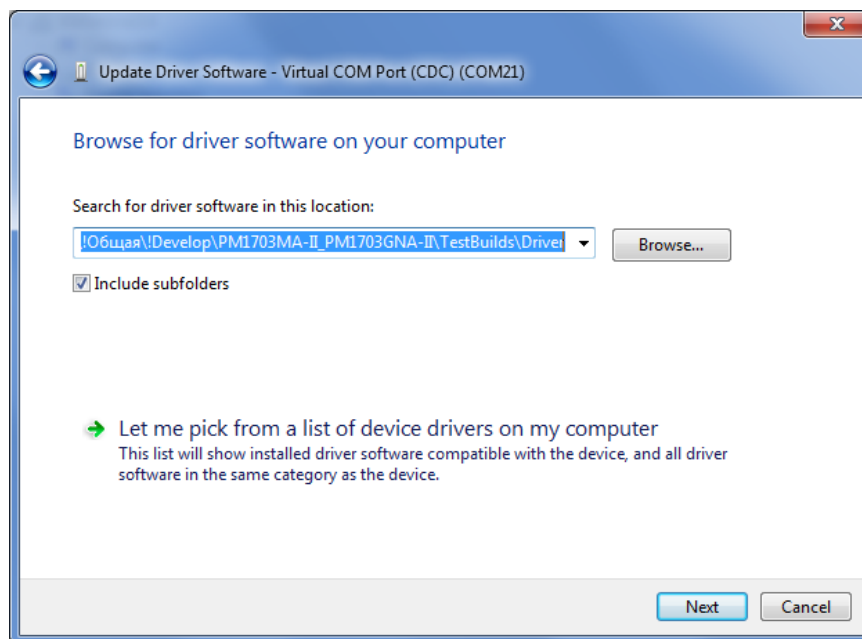 Update Driver Software - Virtual COM Port (CDC) (COM21)
Browse for driver software on your computer
Search for driver software in this location:
!Общая\!Develop\PM1703MA-II_PM1703GNA-II\TestBuilds\Driver
Browse...
Include subfolders
Let me pick from a list of device drivers on my computer
This list will show installed driver software compatible with the device, and all driver
software in the same category as the device.
Next
Cancel